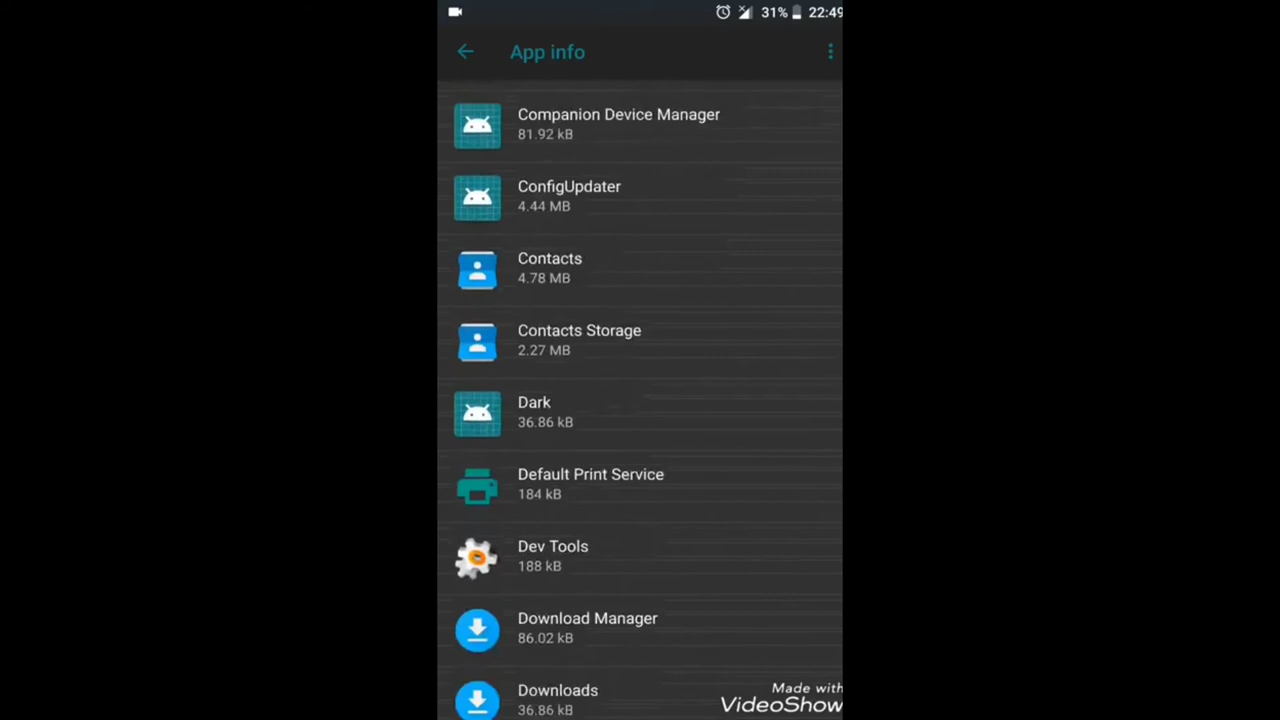 31% 22:49
App info
Companion Device Manager
81.92 kB
ConfigUpdater
4.44 MB
Contacts
4.78 MB
Contacts Storage
2.27 MB
Dark
36.86 kB
Default Print Service
184 kB
Dev Tools
188 kB
Download Manager
86.02 kB
Downloads
36.86 kB
Made with
VideoShow